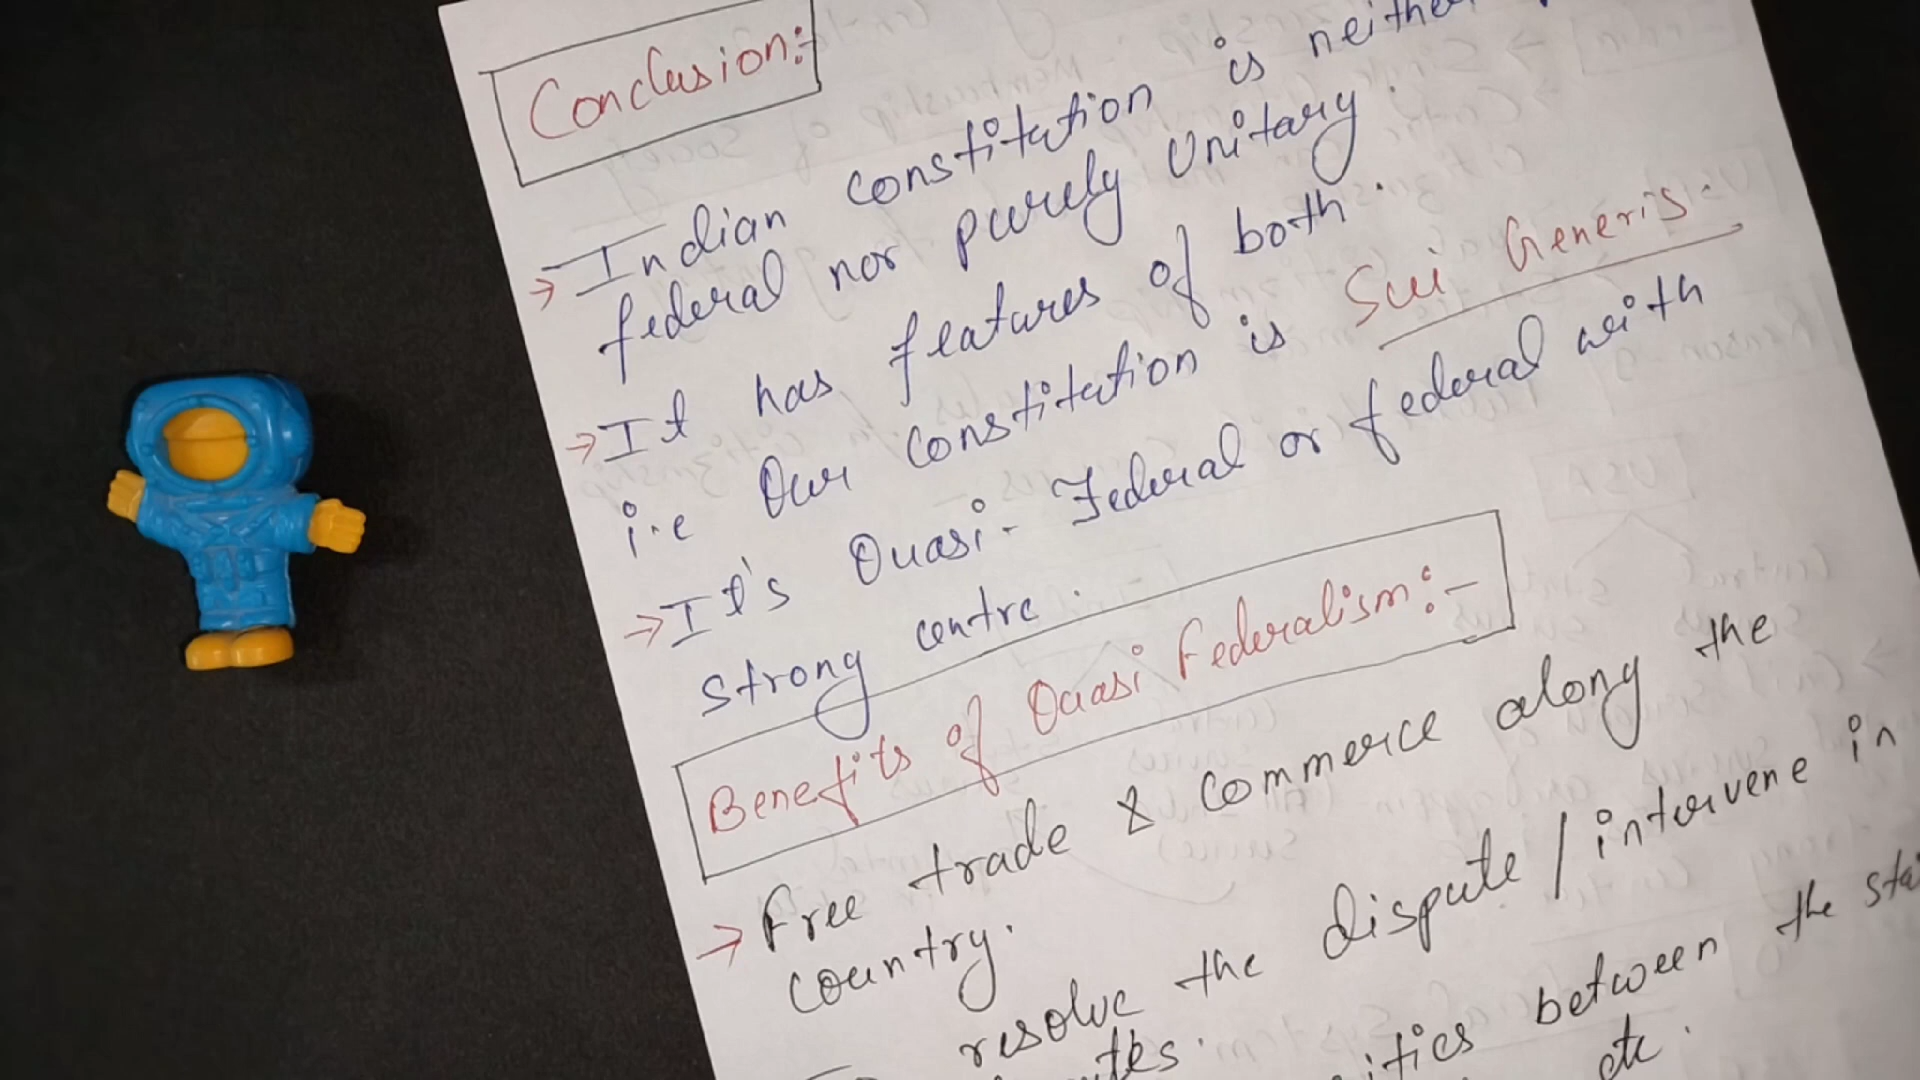 Conclusion:-
→ Indian constitution is neither
federal nor purely Unitary.
→ It has features of both.
i.e Our Constitution is Sui Generis.
→ It's Quasi-Federal or federal with
strong centre.
Benefits of Quasi Federalism:-
→ Free trade & Commerce along the
country.
resolve the dispute / intervene in
between the
etc.